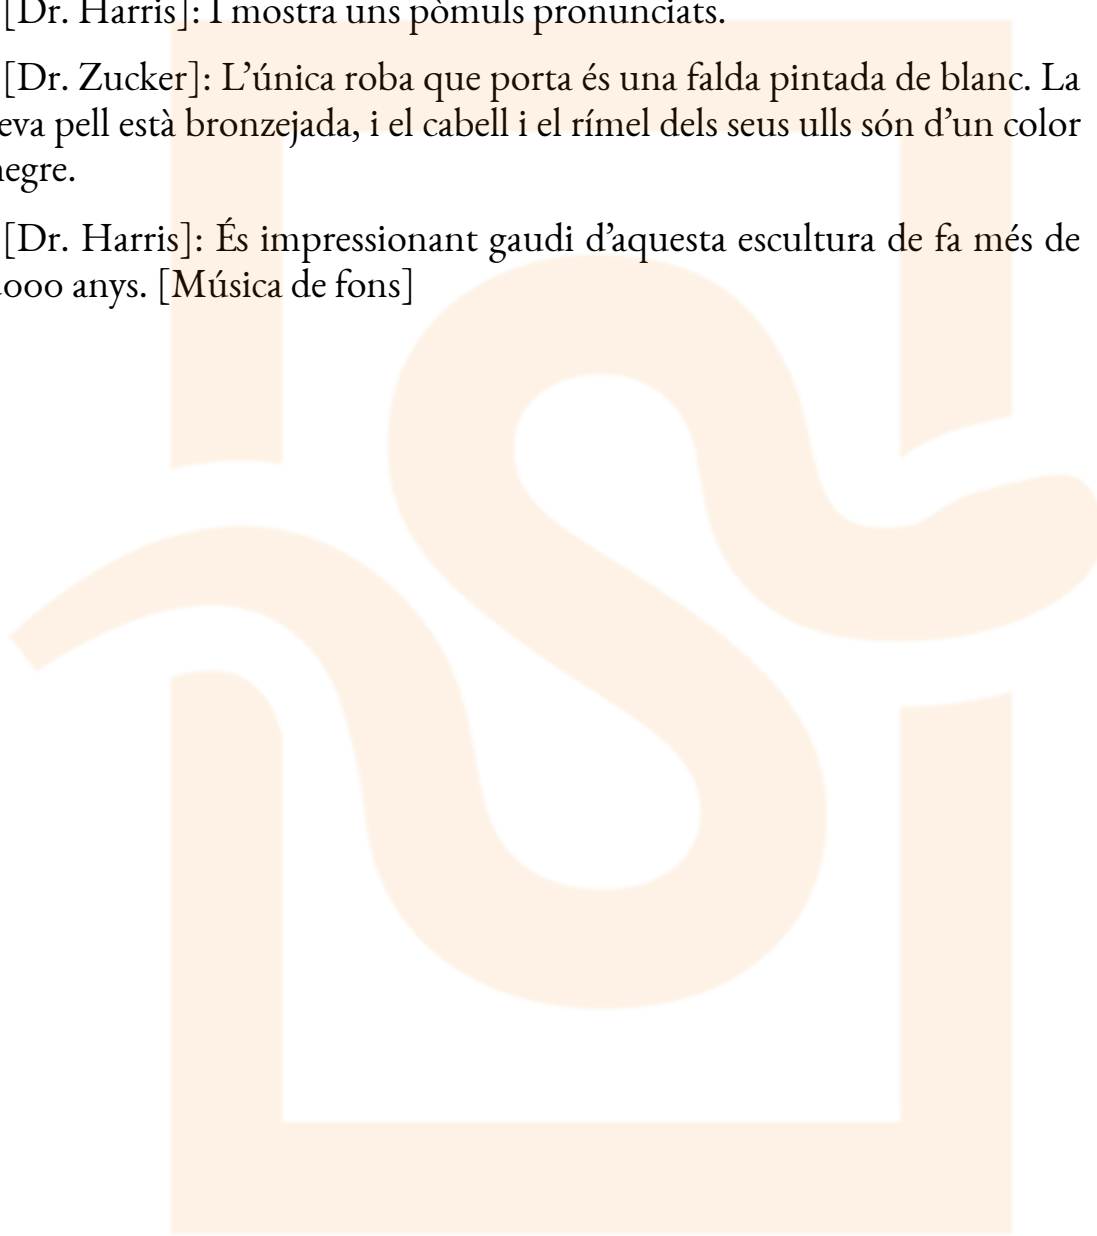 [Dr. Harris]: I mostra uns pòmuls pronunciats.
[Dr. Zucker]: L’única roba que porta és una falda pintada de blanc. La
eva pell està bronzejada, i el cabell i el rímel dels seus ulls són d’un color
negre.
[Dr. Harris]: És impressionant gaudi d’aquesta escultura de fa més de
000 anys. [Música de fons]